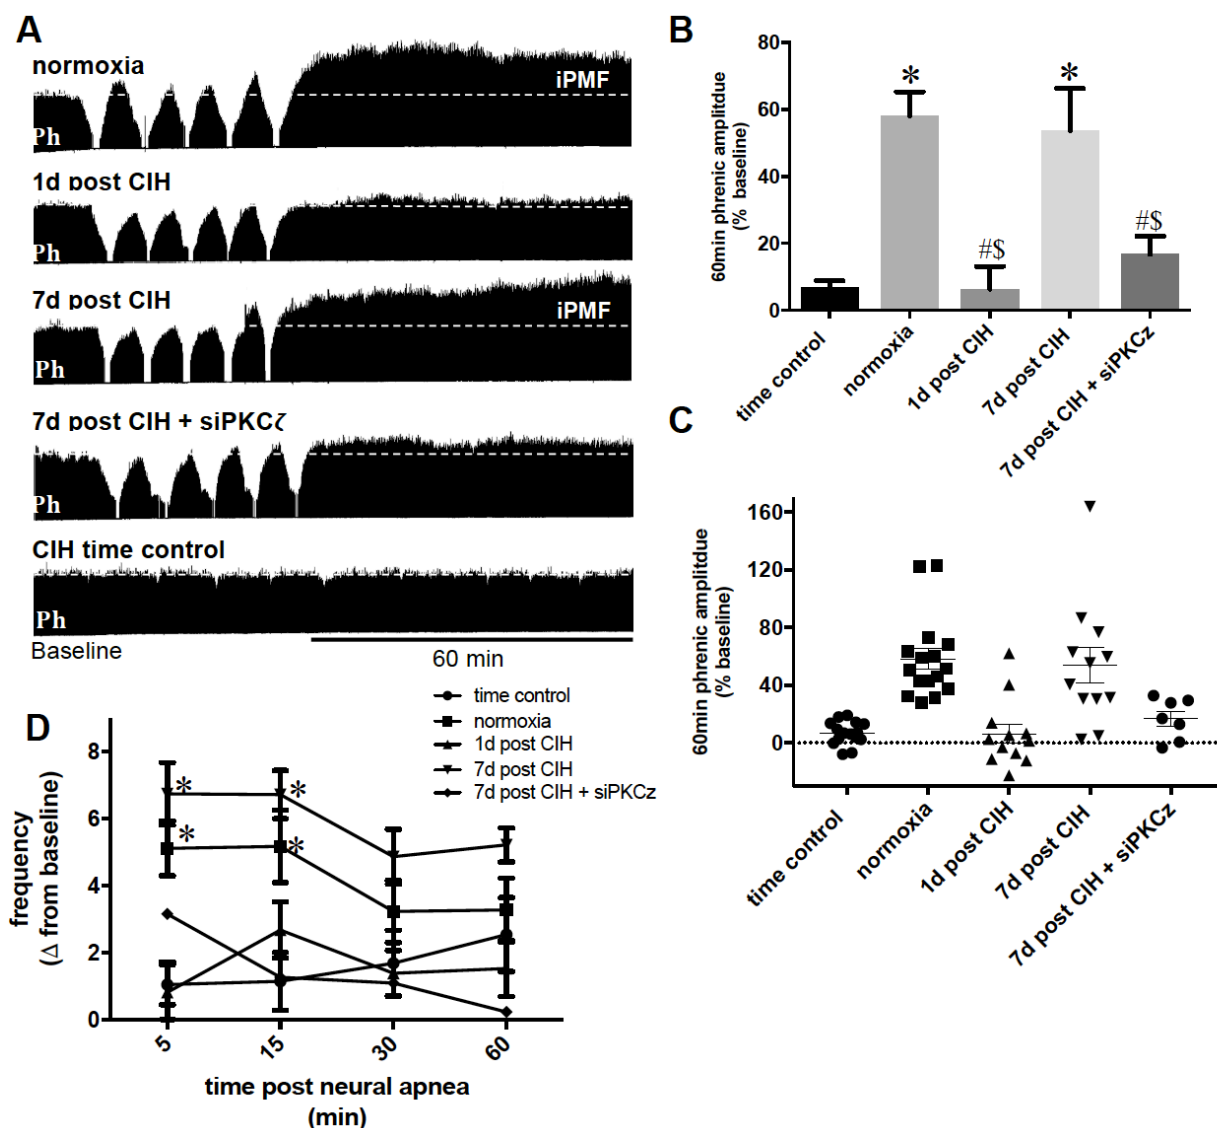 A
normoxia
iPMF
Ph
1d post CIH
7d post CIH
iPMF
Ph
7d post CIH + siPKCζ
Ph
CIH time control
Ph
Baseline
60 min
B
60min phrenic amplitdue
(% baseline)
80
60
40
20
0
*
*
#$
#$
time control
normoxia
1d post CIH
7d post CIH
7d post CIH + siPKCz
C
60min phrenic amplitdue
(% baseline)
160
120
80
40
0
time control
normoxia
1d post CIH
7d post CIH
7d post CIH + siPKCz
D
time control
normoxia
1d post CIH
7d post CIH
7d post CIH + siPKCz
frequency
(Δ from baseline)
8
6
4
2
0
*
*
*
*
5
15
30
60
time post neural apnea
(min)